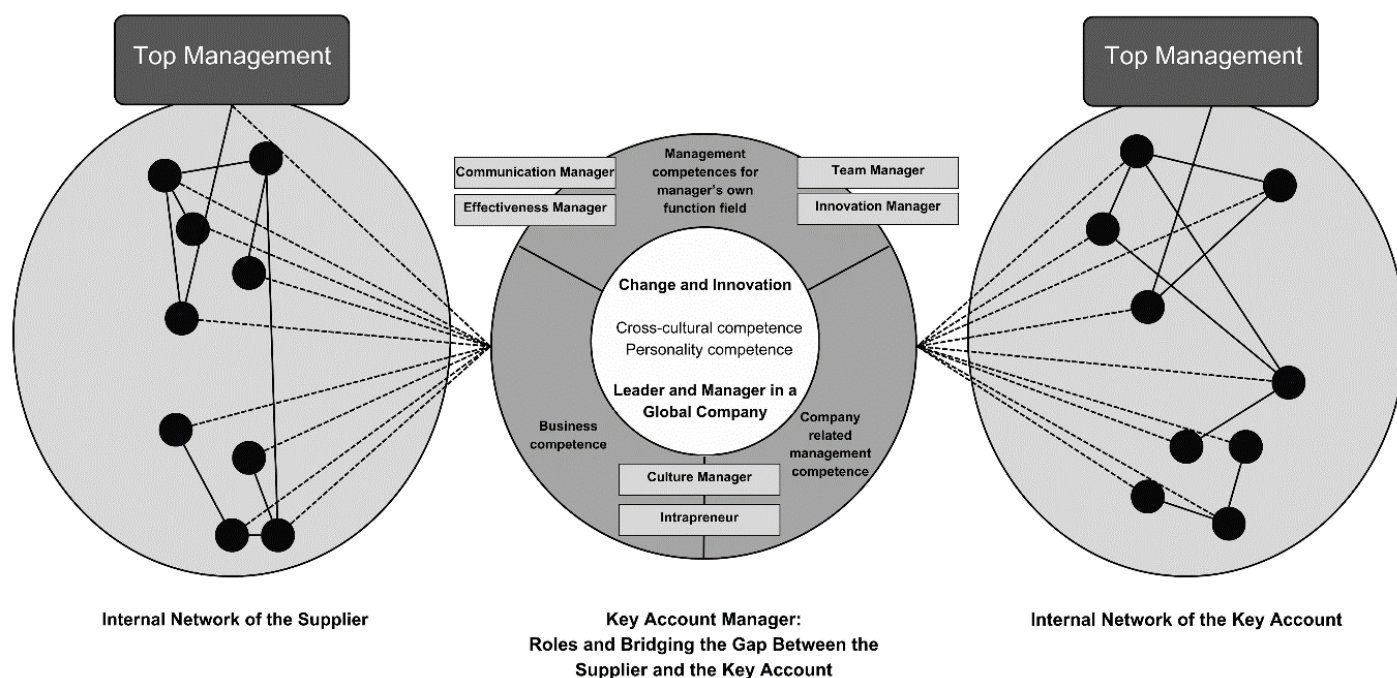 Top Management
Top Management
Communication Manager
Effectiveness Manager
Management
competences for
manager's own
function field
Team Manager
Innovation Manager
Change and Innovation
Cross-cultural competence
Personality competence
Leader and Manager in a
Global Company
Business
competence
Company
related
management
competence
Culture Manager
Intrapreneur
Internal Network of the Supplier
Key Account Manager:
Roles and Bridging the Gap Between the
Supplier and the Key Account
Internal Network of the Key Account